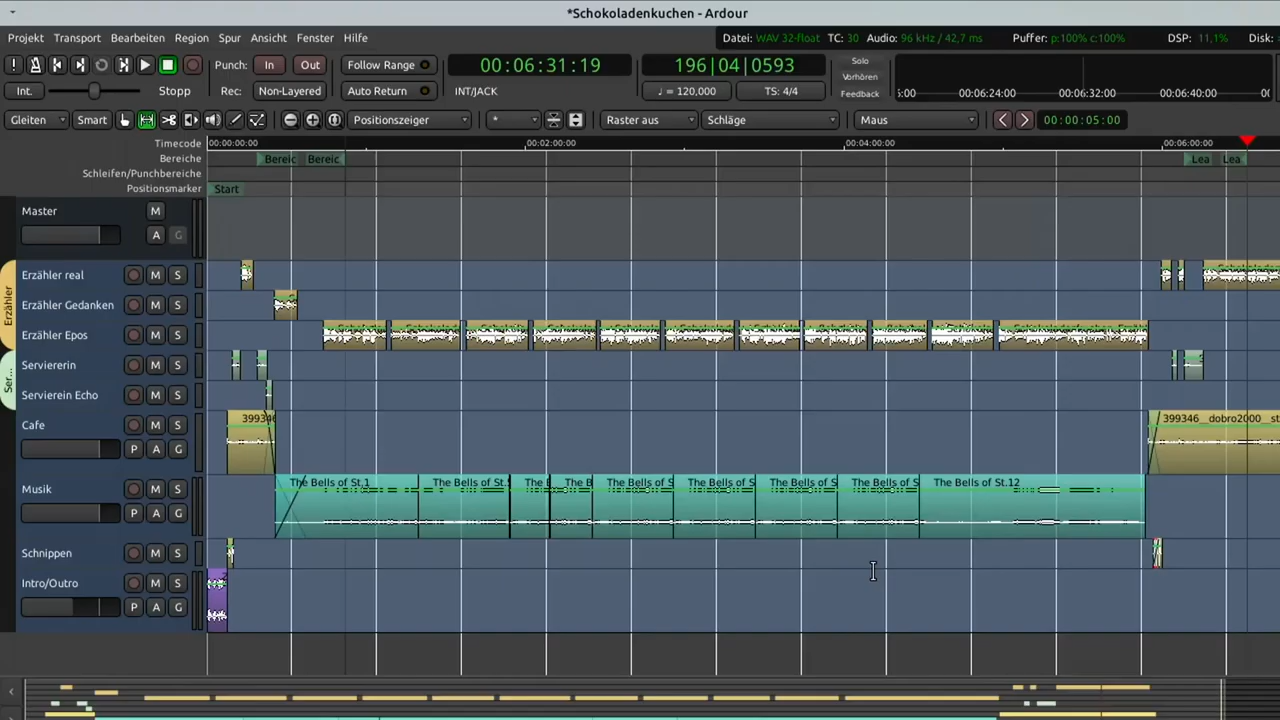 *Schokoladenkuchen - Ardour
Projekt Transport Bearbeiten Region Spur Ansicht Fenster Hilfe Datei: WAV 32-float TC: 30 Audio: 96 kHz / 42,7 ms Puffer: p:100% c:100% DSP: 11,1% Disk:
Punch: In Out Follow Range 00:06:31:19 196|04|0593 Solo
Vorhören
Int. Stopp Rec: Non-Layered Auto Return INT/JACK ♩ = 120,000 TS: 4/4 Feedback :00 00:06:24:00 00:06:32:00 00:06:40:00
Gleiten Smart Positionszeiger * Raster aus Schläge Maus 00:00:05:00
Timecode 00:00:00:00 00:02:00:00 00:04:00:00 00:06:00:00
Bereiche Bereic Bereic Lea Lea
Schleifen/Punchbereiche
Positionsmarker Start
Master M
A G
Erzähler
Erzähler real M S
Erzähler Gedanken M S
Erzähler Epos M S
Ser...
Serviererin M S
Servierein Echo M S
Cafe M S 39934 399346__dobro2000__st
P A G
Musik M S The Bells of St.1 The Bells of St. The B The B The Bells of S The Bells of S The Bells of S The Bells of S The Bells of St.12
P A G
Schnippen M S
Intro/Outro M S
P A G